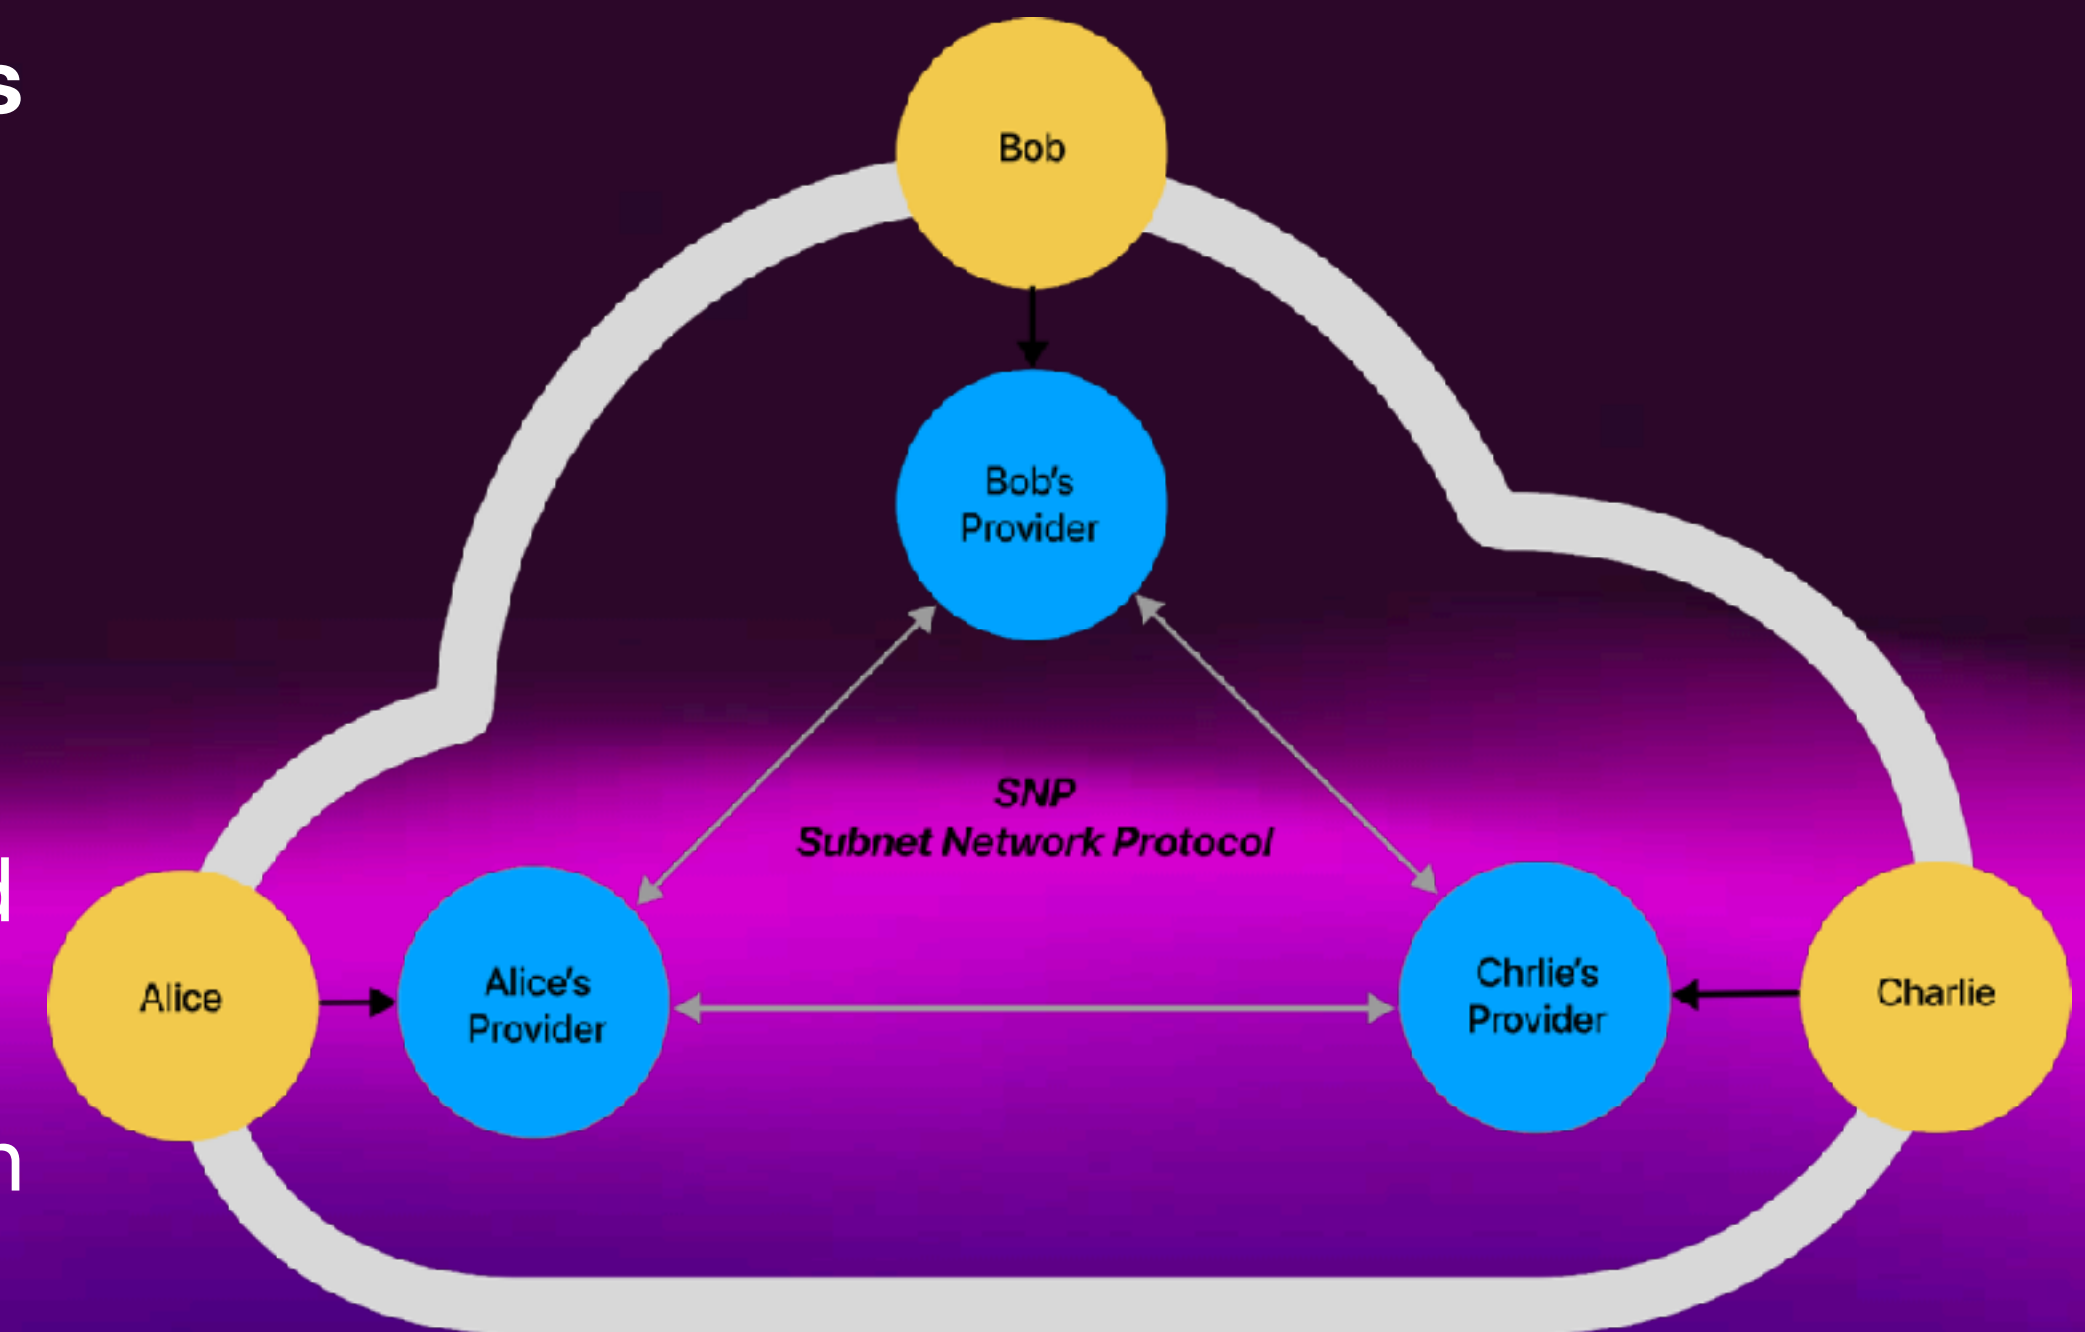 s
Bob
Bob's
Provider
SNP
Subnet Network Protocol
d
Alice
Alice's
Provider
Chrlie's
Provider
Charlie
n